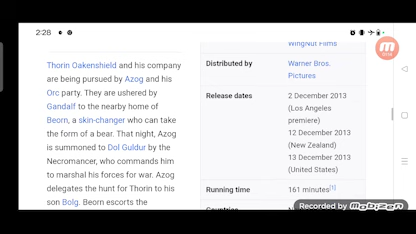 2:28
Thorin Oakenshield and his company
are being pursued by Azog and his
Orc party. They are ushered by
Gandalf to the nearby home of
Beorn, a skin-changer who can take
the form of a bear. That night, Azog
is summoned to Dol Guldur by the
Necromancer, who commands him
to marshal his forces for war. Azog
delegates the hunt for Thorin to his
son Bolg. Beorn escorts the
WingNut Films
Distributed by
Warner Bros.
Pictures
Release dates
2 December 2013
(Los Angeles
premiere)
12 December 2013
(New Zealand)
13 December 2013
(United States)
Running time
161 minutes[1]
Recorded by Mobizen